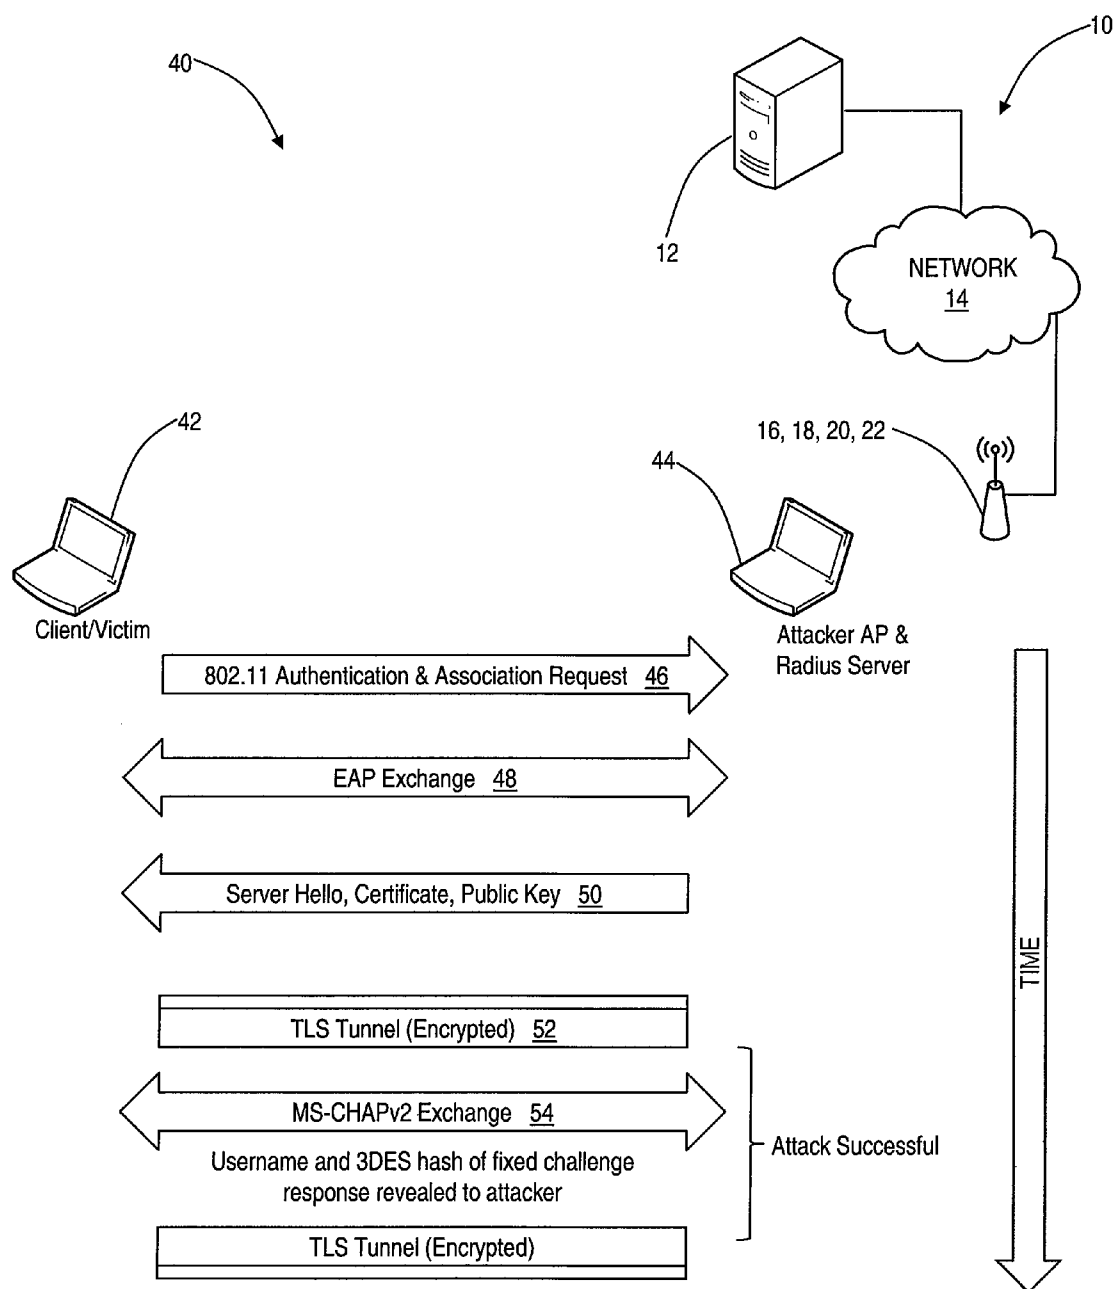 10
40
12
NETWORK
14
42
16, 18, 20, 22
44
Client/Victim
Attacker AP &
Radius Server
802.11 Authentication & Association Request 46
EAP Exchange 48
Server Hello, Certificate, Public Key 50
TIME
TLS Tunnel (Encrypted) 52
MS-CHAPv2 Exchange 54
Attack Successful
Username and 3DES hash of fixed challenge
response revealed to attacker
TLS Tunnel (Encrypted)